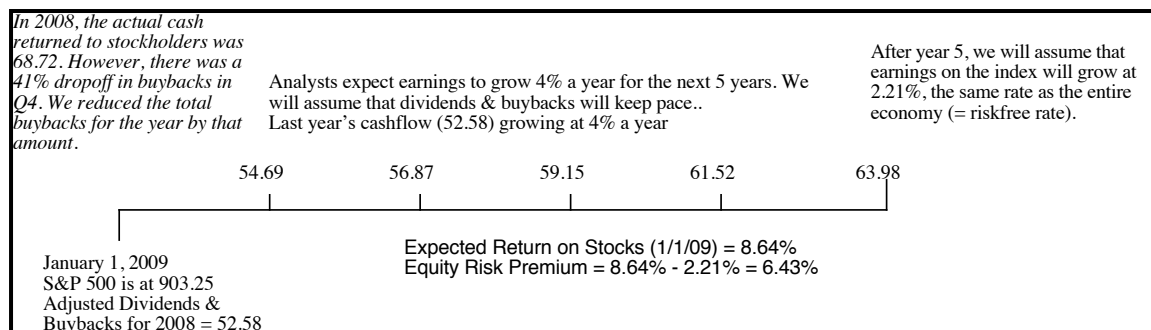 In 2008, the actual cash
returned to stockholders was
68.72. However, there was a
41% dropoff in buybacks in
Q4. We reduced the total
buybacks for the year by that
amount.
Analysts expect earnings to grow 4% a year for the next 5 years. We
will assume that dividends & buybacks will keep pace..
Last year's cashflow (52.58) growing at 4% a year
After year 5, we will assume that
earnings on the index will grow at
2.21%, the same rate as the entire
economy (= riskfree rate).
54.69 56.87 59.15 61.52 63.98
January 1, 2009
S&P 500 is at 903.25
Adjusted Dividends &
Buybacks for 2008 = 52.58
Expected Return on Stocks (1/1/09) = 8.64%
Equity Risk Premium = 8.64% - 2.21% = 6.43%